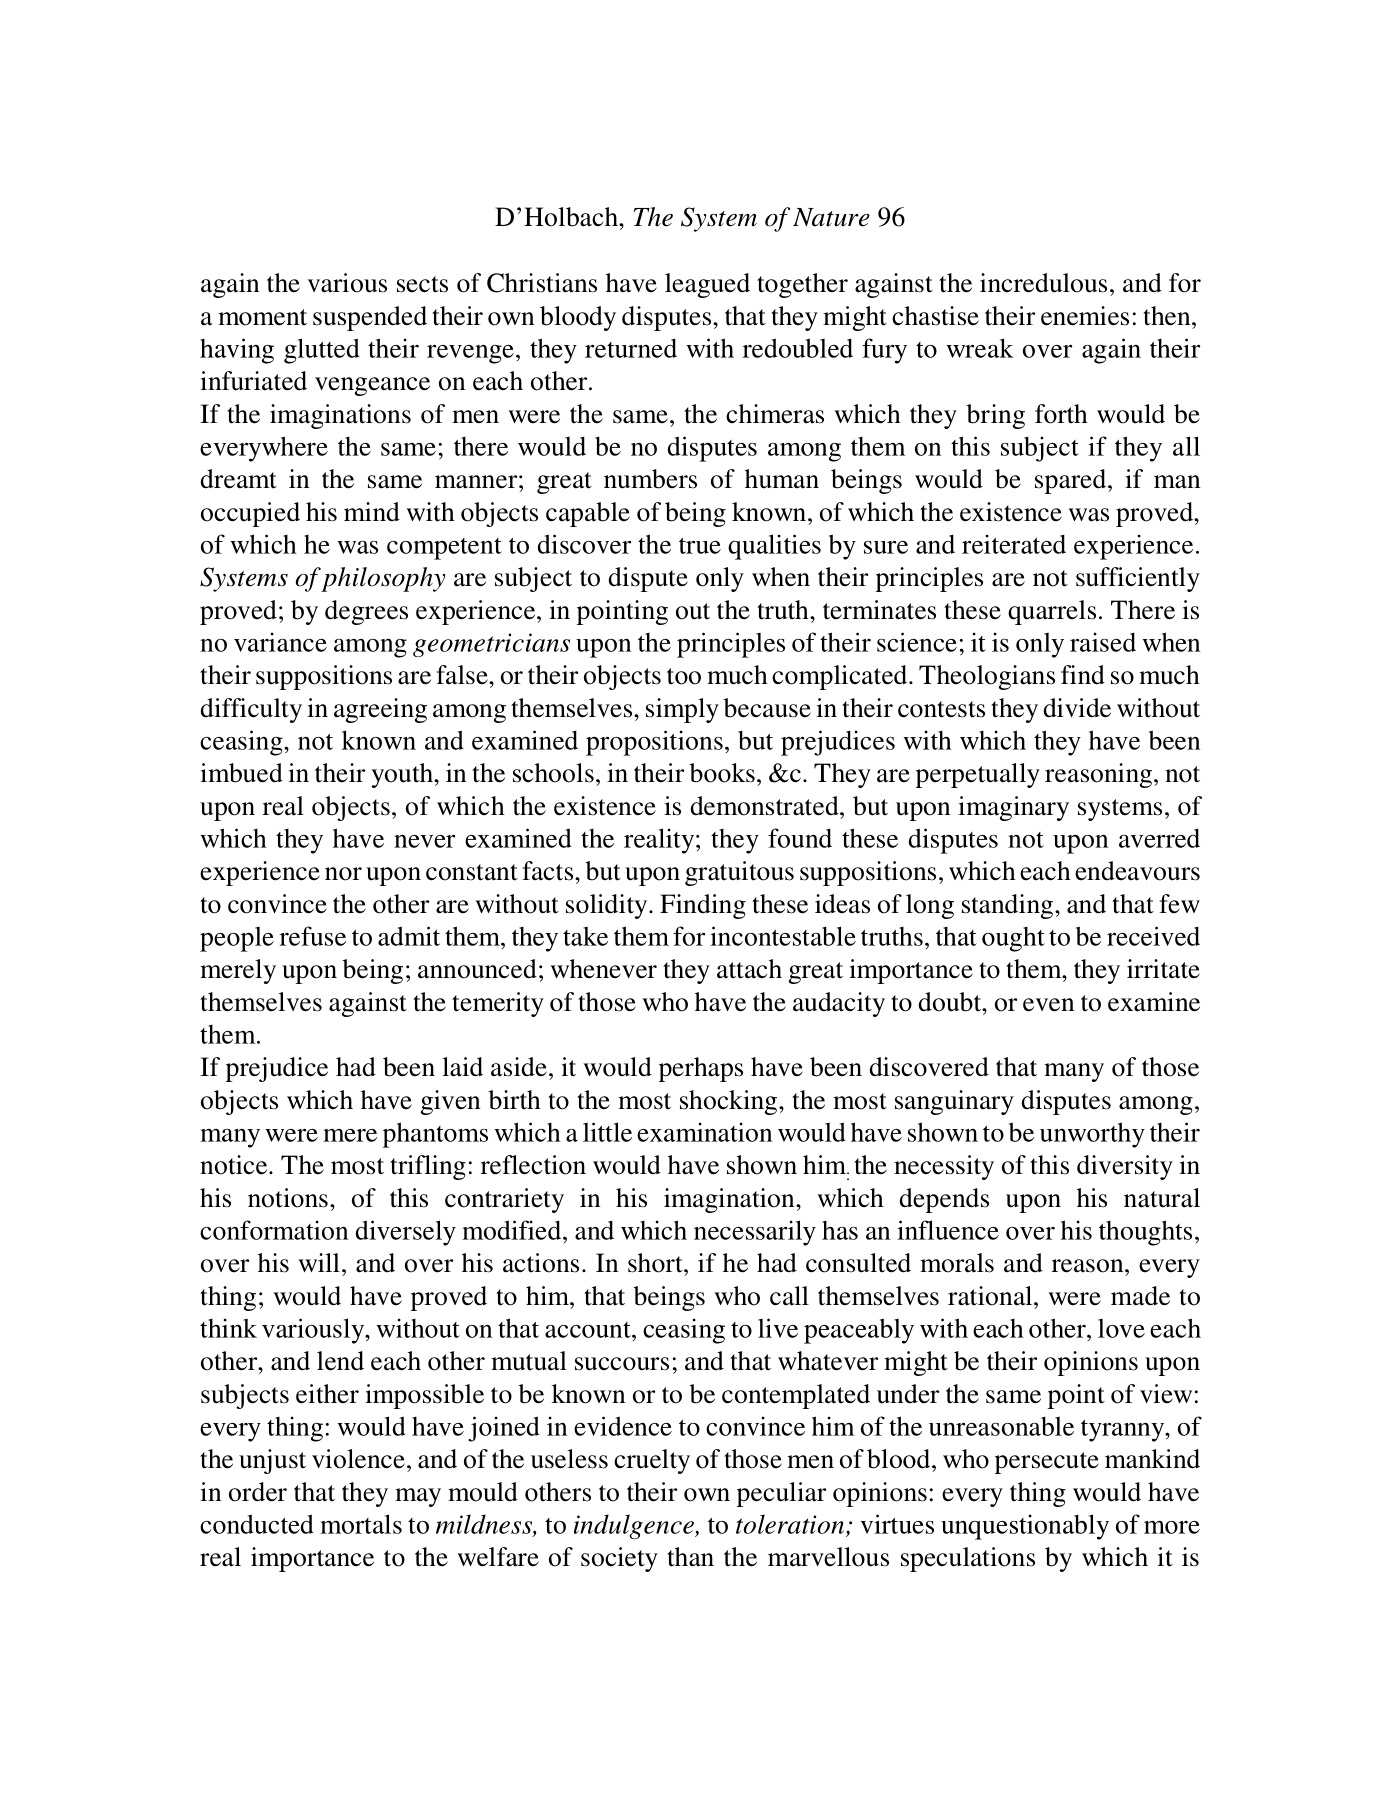 D’Holbach, The System of Nature 96
again the various sects of Christians have leagued together against the incredulous, and for
a moment suspended their own bloody disputes, that they might chastise their enemies: then,
having glutted their revenge, they returned with redoubled fury to wreak over again their
infuriated vengeance on each other.
If the imaginations of men were the same, the chimeras which they bring forth would be
everywhere the same; there would be no disputes among them on this subject if they all
dreamt in the same manner; great numbers of human beings would be spared, if man
occupied his mind with objects capable of being known, of which the existence was proved,
of which he was competent to discover the true qualities by sure and reiterated experience.
Systems of philosophy are subject to dispute only when their principles are not sufficiently
proved; by degrees experience, in pointing out the truth, terminates these quarrels. There is
no variance among geometricians upon the principles of their science; it is only raised when
their suppositions are false, or their objects too much complicated. Theologians find so much
difficulty in agreeing among themselves, simply because in their contests they divide without
ceasing, not known and examined propositions, but prejudices with which they have been
imbued in their youth, in the schools, in their books, &c. They are perpetually reasoning, not
upon real objects, of which the existence is demonstrated, but upon imaginary systems, of
which they have never examined the reality; they found these disputes not upon averred
experience nor upon constant facts, but upon gratuitous suppositions, which each endeavours
to convince the other are without solidity. Finding these ideas of long standing, and that few
people refuse to admit them, they take them for incontestable truths, that ought to be received
merely upon being; announced; whenever they attach great importance to them, they irritate
themselves against the temerity of those who have the audacity to doubt, or even to examine
them.
If prejudice had been laid aside, it would perhaps have been discovered that many of those
objects which have given birth to the most shocking, the most sanguinary disputes among,
many were mere phantoms which a little examination would have shown to be unworthy their
notice. The most trifling: reflection would have shown him: the necessity of this diversity in
his notions, of this contrariety in his imagination, which depends upon his natural
conformation diversely modified, and which necessarily has an influence over his thoughts,
over his will, and over his actions. In short, if he had consulted morals and reason, every
thing; would have proved to him, that beings who call themselves rational, were made to
think variously, without on that account, ceasing to live peaceably with each other, love each
other, and lend each other mutual succours; and that whatever might be their opinions upon
subjects either impossible to be known or to be contemplated under the same point of view:
every thing: would have joined in evidence to convince him of the unreasonable tyranny, of
the unjust violence, and of the useless cruelty of those men of blood, who persecute mankind
in order that they may mould others to their own peculiar opinions: every thing would have
conducted mortals to mildness, to indulgence, to toleration; virtues unquestionably of more
real importance to the welfare of society than the marvellous speculations by which it is